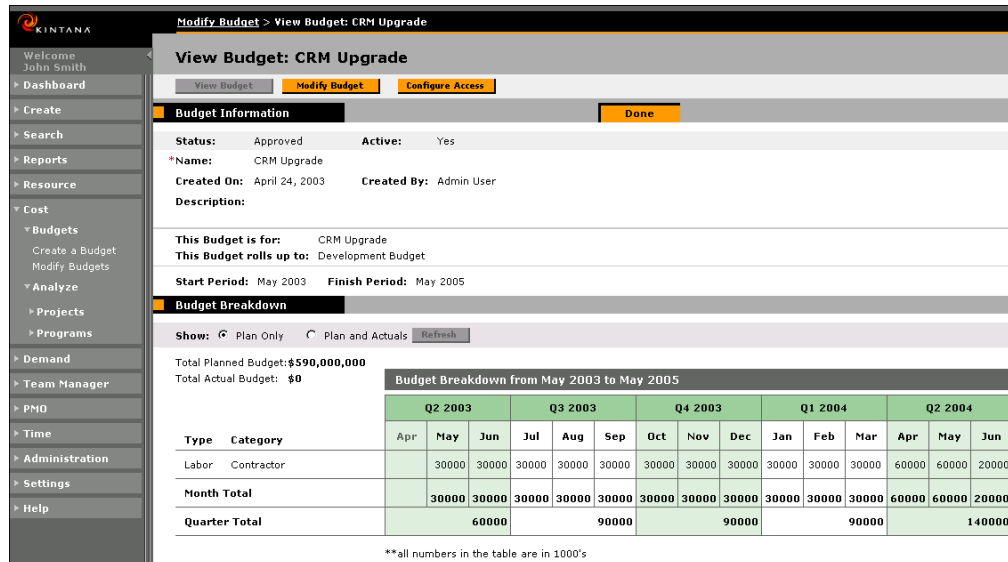 KINTANA
Modify Budget > View Budget: CRM Upgrade
Welcome
John Smith
View Budget: CRM Upgrade
Dashboard
View Budget Modify Budget Configure Access
Create
Budget Information Done
Search
Status: Approved Active: Yes
Reports
*Name: CRM Upgrade
Resource
Created On: April 24, 2003 Created By: Admin User
Description:
Cost
Budgets
Create a Budget
Modify Budgets
This Budget is for: CRM Upgrade
This Budget rolls up to: Development Budget
Analyze
Start Period: May 2003 Finish Period: May 2005
Projects
Budget Breakdown
Programs
Show: Plan Only Plan and Actuals Refresh
Demand
Total Planned Budget:$590,000,000
Team Manager
Total Actual Budget: $0
Budget Breakdown from May 2003 to May 2005
PMO
Q2 2003 Q3 2003 Q4 2003 Q1 2004 Q2 2004
Time
Type Category Apr May Jun Jul Aug Sep Oct Nov Dec Jan Feb Mar Apr May Jun
Administration
Labor Contractor 30000 30000 30000 30000 30000 30000 30000 30000 30000 30000 30000 60000 60000 20000
Settings
Month Total 30000 30000 30000 30000 30000 30000 30000 30000 30000 30000 30000 60000 60000 20000
Help
Quarter Total 60000 90000 90000 90000 140000
**all numbers in the table are in 1000's